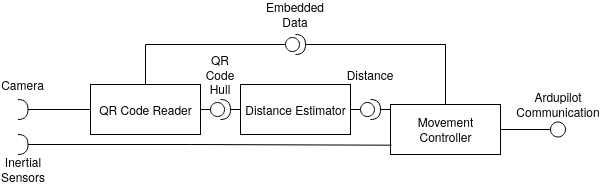 Embedded
Data
QR
Code
Hull
Camera
Distance
QR Code Reader
Distance Estimator
Movement
Controller
Ardupilot
Communication
Inertial
Sensors